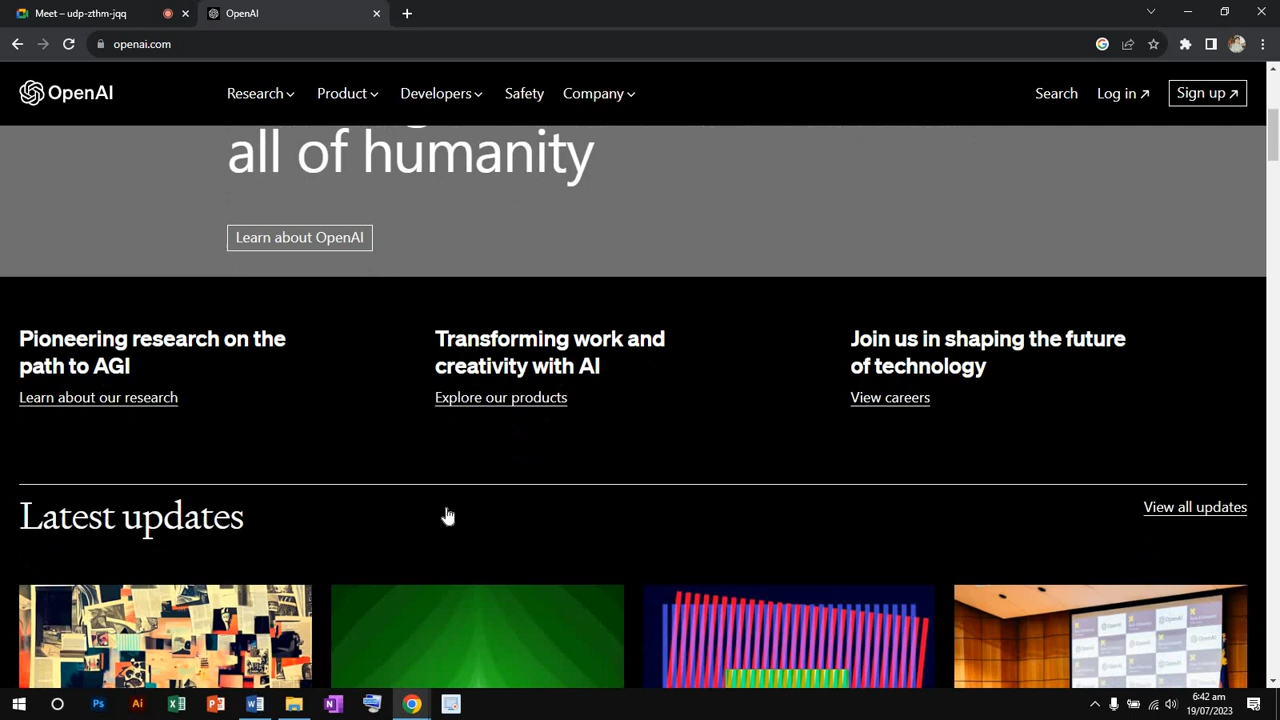 Meet – udp-zthm-jqq
OpenAI
openai.com
OpenAI
Research
Product
Developers
Safety
Company
Search
Log in ↗
Sign up ↗
all of humanity
Learn about OpenAI
Pioneering research on the
path to AGI
Learn about our research
Transforming work and
creativity with AI
Explore our products
Join us in shaping the future
of technology
View careers
Latest updates
View all updates
OpenAI
OpenAI
6:42 am
19/07/2023